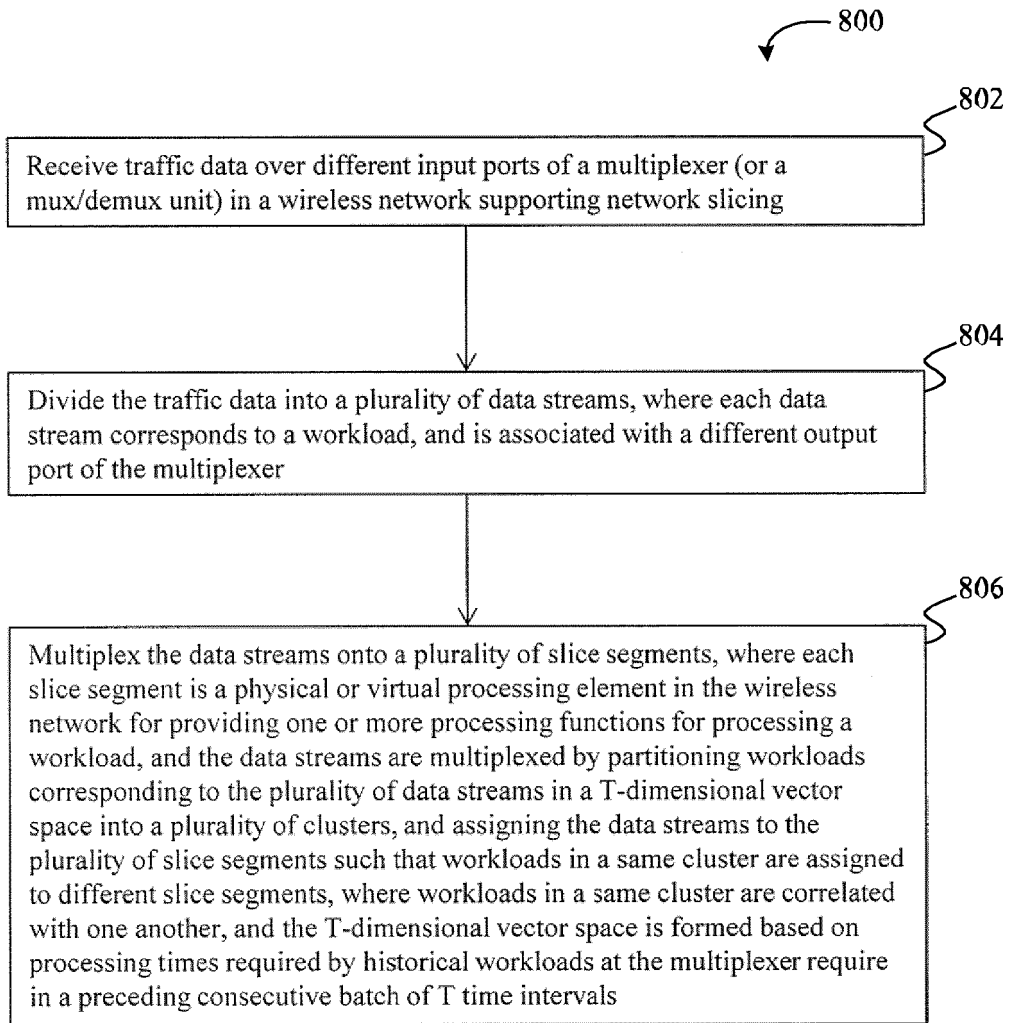 800
802
Receive traffic data over different input ports of a multiplexer (or a
mux/demux unit) in a wireless network supporting network slicing
804
Divide the traffic data into a plurality of data streams, where each data
stream corresponds to a workload, and is associated with a different output
port of the multiplexer
806
Multiplex the data streams onto a plurality of slice segments, where each
slice segment is a physical or virtual processing element in the wireless
network for providing one or more processing functions for processing a
workload, and the data streams are multiplexed by partitioning workloads
corresponding to the plurality of data streams in a T-dimensional vector
space into a plurality of clusters, and assigning the data streams to the
plurality of slice segments such that workloads in a same cluster are assigned
to different slice segments, where workloads in a same cluster are correlated
with one another, and the T-dimensional vector space is formed based on
processing times required by historical workloads at the multiplexer require
in a preceding consecutive batch of T time intervals